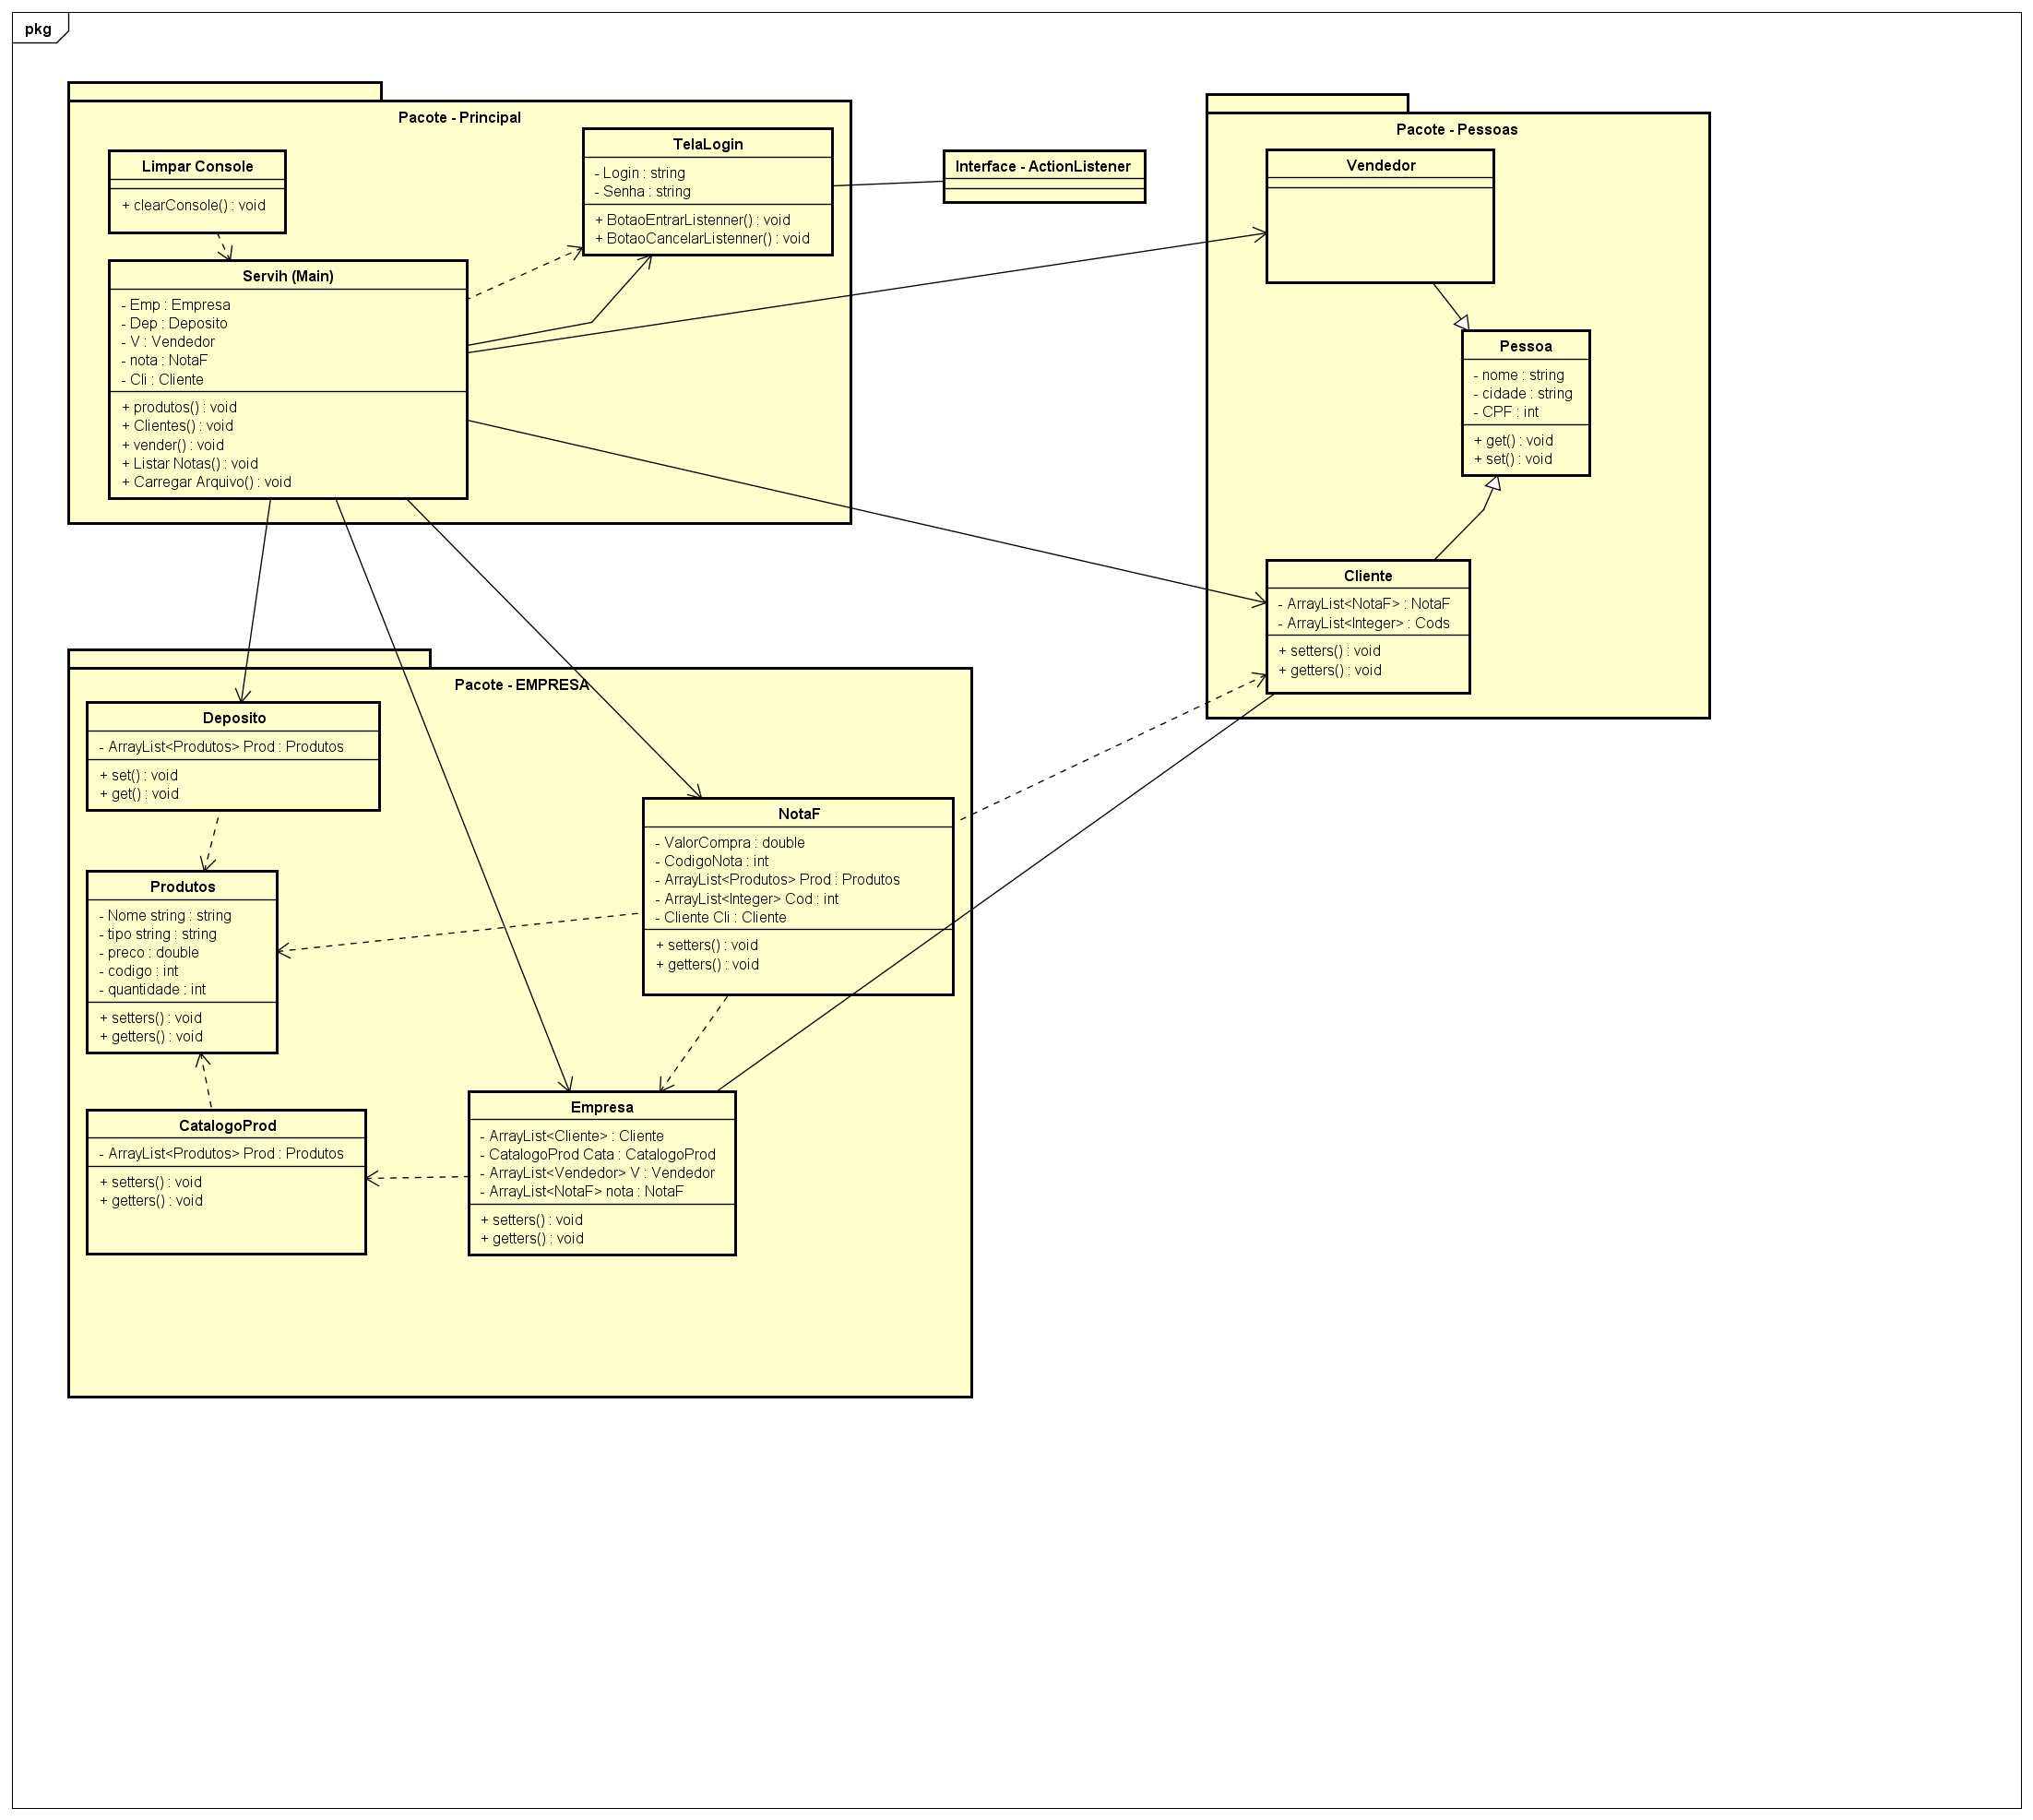 pkg
Pacote - Principal
Limpar Console
+ clearConsole() : void
TelaLogin
- Login : string
- Senha : string
+ BotaoEntrarListenner() : void
+ BotaoCancelarListenner() : void
Servih (Main)
- Emp : Empresa
- Dep : Deposito
- V : Vendedor
- nota : NotaF
- Cli : Cliente
+ produtos() : void
+ Clientes() : void
+ vender() : void
+ Listar Notas() : void
+ Carregar Arquivo() : void
Interface - ActionListener
Pacote - Pessoas
Vendedor
Pessoa
- nome : string
- cidade : string
- CPF : int
+ get() : void
+ set() : void
Cliente
- ArrayList<NotaF> : NotaF
- ArrayList<Integer> : Cods
+ setters() : void
+ getters() : void
Pacote - EMPRESA
Deposito
- ArrayList<Produtos> Prod : Produtos
+ set() : void
+ get() : void
NotaF
- ValorCompra : double
- CodigoNota : int
- ArrayList<Produtos> Prod : Produtos
- ArrayList<Integer> Cod : int
- Cliente Cli : Cliente
+ setters() : void
+ getters() : void
Produtos
- Nome string : string
- tipo string : string
- preco : double
- codigo : int
- quantidade : int
+ setters() : void
+ getters() : void
CatalogoProd
- ArrayList<Produtos> Prod : Produtos
+ setters() : void
+ getters() : void
Empresa
- ArrayList<Cliente> : Cliente
- CatalogoProd Cata : CatalogoProd
- ArrayList<Vendedor> V : Vendedor
- ArrayList<NotaF> nota : NotaF
+ setters() : void
+ getters() : void